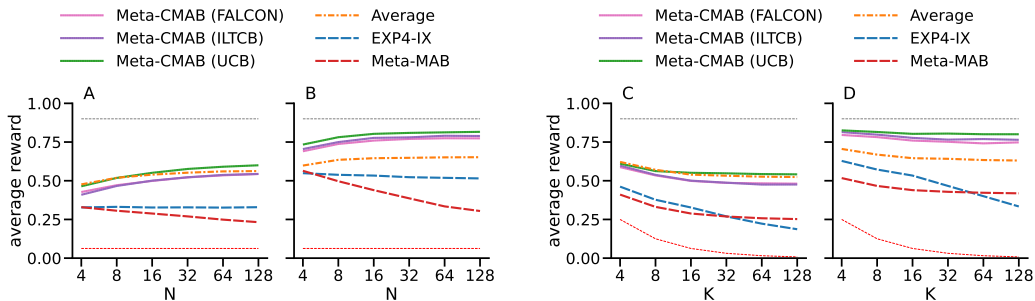 Meta-CMAB (FALCON)
Meta-CMAB (ILTCB)
Meta-CMAB (UCB)
Average
EXP4-IX
Meta-MAB
Meta-CMAB (FALCON)
Meta-CMAB (ILTCB)
Meta-CMAB (UCB)
Average
EXP4-IX
Meta-MAB
A
B
C
D
average reward
1.00
0.75
0.50
0.25
0.00
4 8 16 32 64 128
N
4 8 16 32 64 128
N
average reward
1.00
0.75
0.50
0.25
0.00
4 8 16 32 64 128
K
4 8 16 32 64 128
K